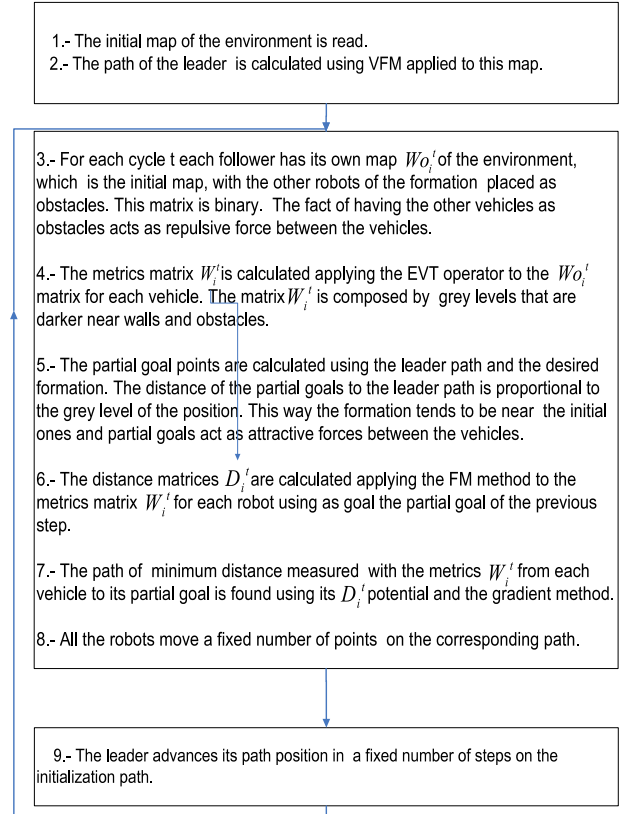 1.- The initial map of the environment is read.
2.- The path of the leader is calculated using VFM applied to this map.
3.- For each cycle t each follower has its own map $Wo_i^t$ of the environment,
which is the initial map, with the other robots of the formation placed as
obstacles. This matrix is binary. The fact of having the other vehicles as
obstacles acts as repulsive force between the vehicles.
4.- The metrics matrix $W_i^t$ is calculated applying the EVT operator to the $Wo_i^t$
matrix for each vehicle. The matrix $W_i^t$ is composed by grey levels that are
darker near walls and obstacles.
5.- The partial goal points are calculated using the leader path and the desired
formation. The distance of the partial goals to the leader path is proportional to
the grey level of the position. This way the formation tends to be near the initial
ones and partial goals act as attractive forces between the vehicles.
6.- The distance matrices $D_i^t$ are calculated applying the FM method to the
metrics matrix $W_i^t$ for each robot using as goal the partial goal of the previous
step.
7.- The path of minimum distance measured with the metrics $W_i^t$ from each
vehicle to its partial goal is found using its $D_i^t$ potential and the gradient method.
8.- All the robots move a fixed number of points on the corresponding path.
9.- The leader advances its path position in a fixed number of steps on the
initialization path.